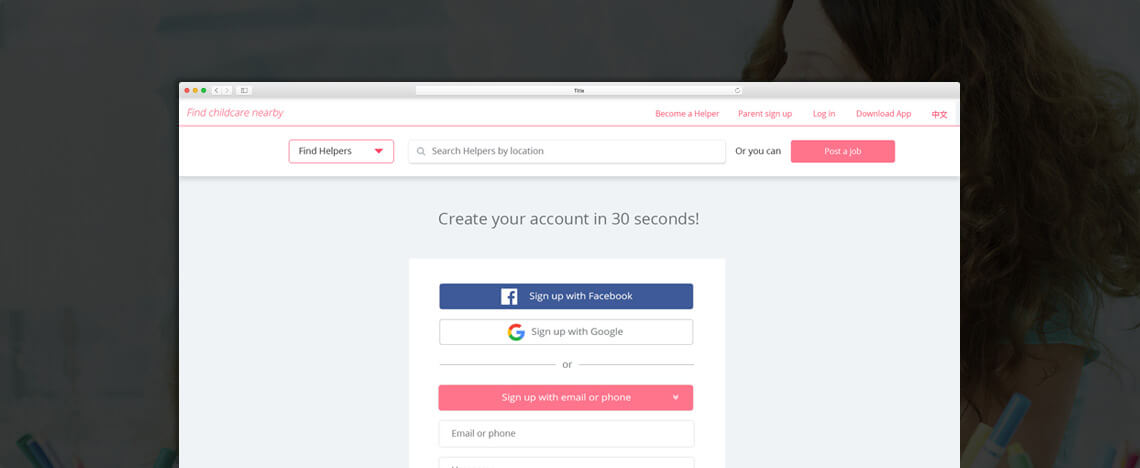 Title
Find childcare nearby
Become a Helper Parent sign up Log in Download App 中文
Find Helpers Search Helpers by location Or you can Post a job
Create your account in 30 seconds!
Sign up with Facebook
Sign up with Google
or
Sign up with email or phone
Email or phone